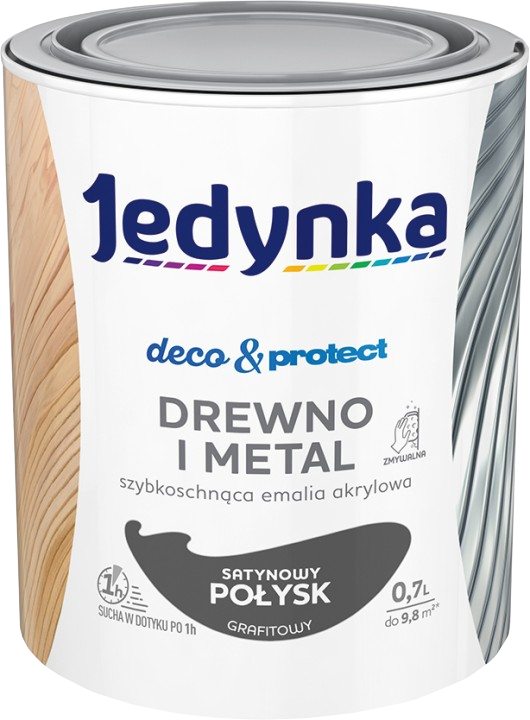 Jedynka
deco & protect
DREWNO
I METAL
szybkoschnąca emalia akrylowa
ZMYWALNA
SATYNOWY
POŁYSK
GRAFITOWY
1h
SUCHA W DOTYKU PO 1h
0,7L
do 9,8 m²*